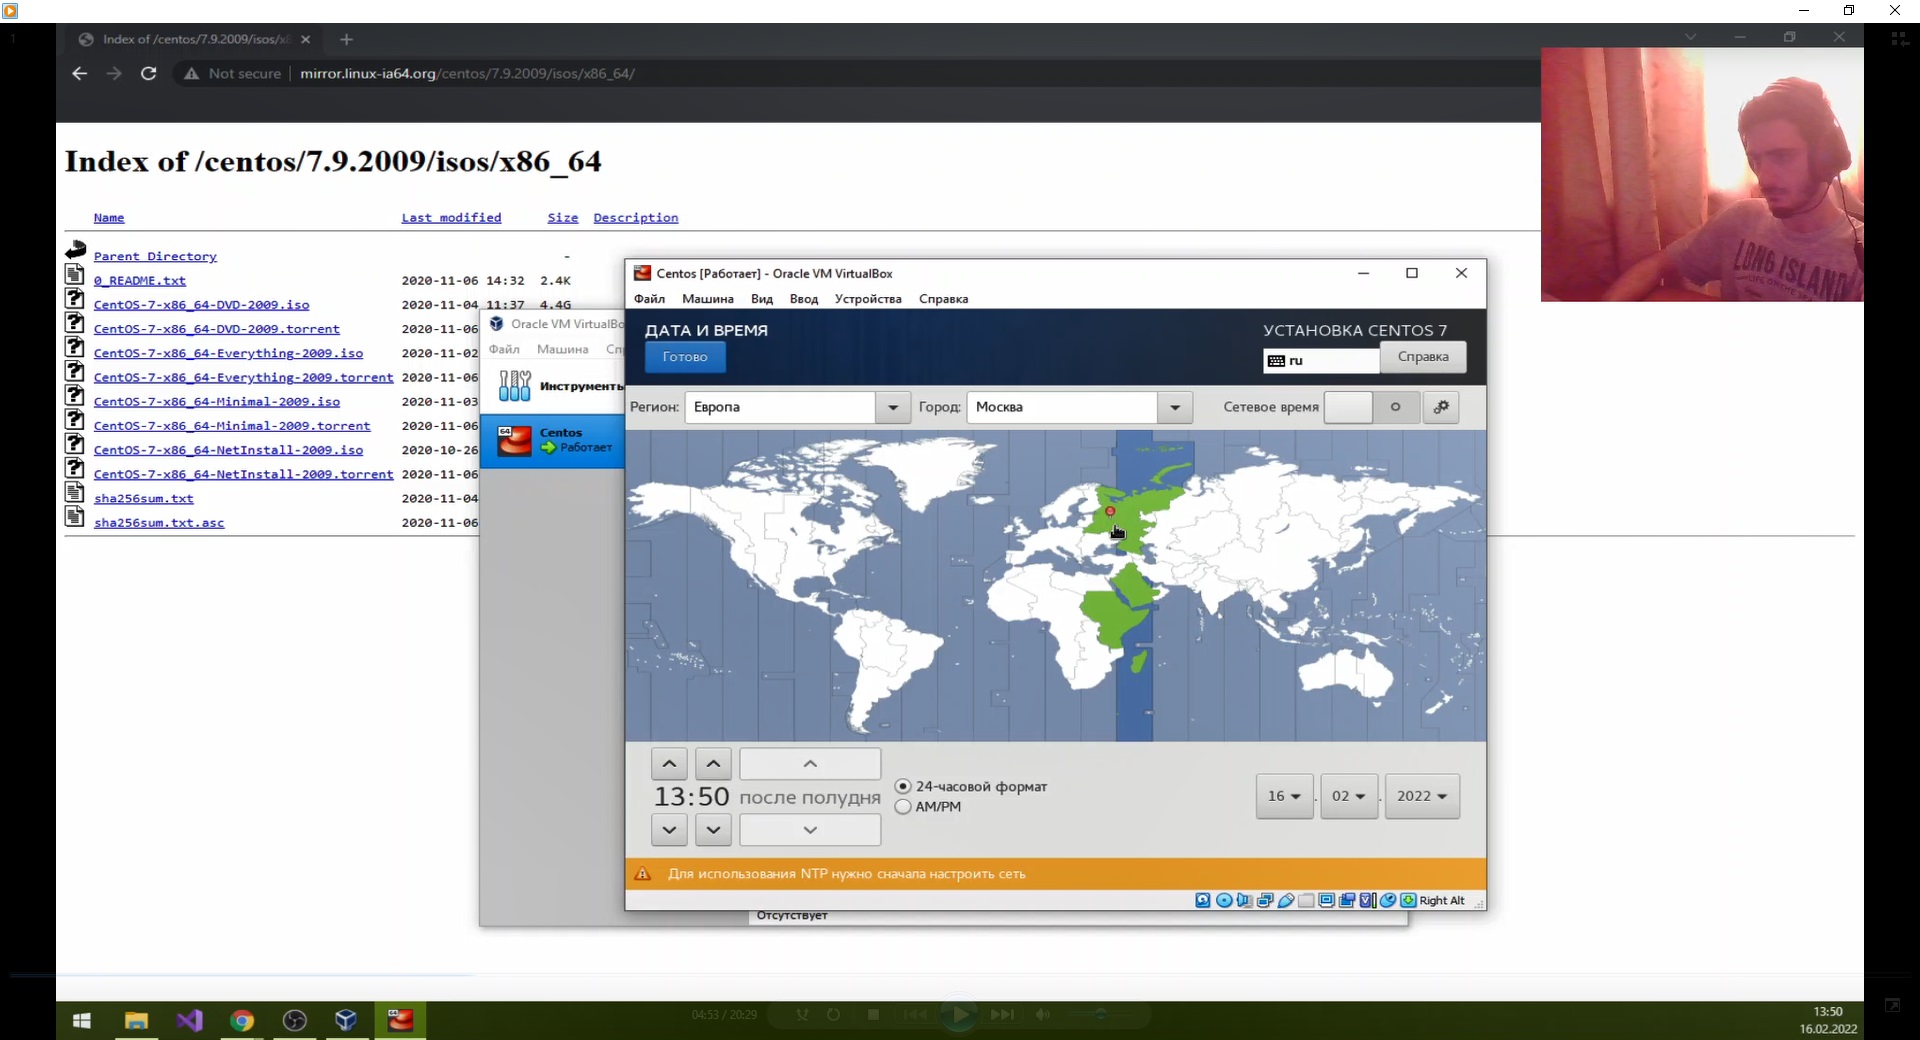 1
Index of /centos/7.9.2009/isos/x8
Not secure
mirror.linux-ia64.org/centos/7.9.2009/isos/x86_64/
Index of /centos/7.9.2009/isos/x86_64
Name Last modified Size Description
Parent Directory -
0_README.txt 2020-11-06 14:32 2.4K
CentOS-7-x86_64-DVD-2009.iso 2020-11-04 11:37 4.4G
CentOS-7-x86_64-DVD-2009.torrent 2020-11-06
CentOS-7-x86_64-Everything-2009.iso 2020-11-02
CentOS-7-x86_64-Everything-2009.torrent 2020-11-06
CentOS-7-x86_64-Minimal-2009.iso 2020-11-03
CentOS-7-x86_64-Minimal-2009.torrent 2020-11-06
CentOS-7-x86_64-NetInstall-2009.iso 2020-10-26
CentOS-7-x86_64-NetInstall-2009.torrent 2020-11-06
sha256sum.txt 2020-11-04
sha256sum.txt.asc 2020-11-06
LONG ISLAND
Oracle VM VirtualBo
Файл Машина Спр
Инструменты
64
Centos
Работает
Отсутствует
Centos [Работает] - Oracle VM VirtualBox
Файл Машина Вид Ввод Устройства Справка
ДАТА И ВРЕМЯ
Готово
УСТАНОВКА CENTOS 7
ru
Справка
Регион: Европа Город: Москва Сетевое время
13:50 после полудня
24-часовой формат
AM/PM
16 . 02 . 2022
Для использования NTP нужно сначала настроить сеть
Right Alt
04:53 / 20:29
13:50
16.02.2022